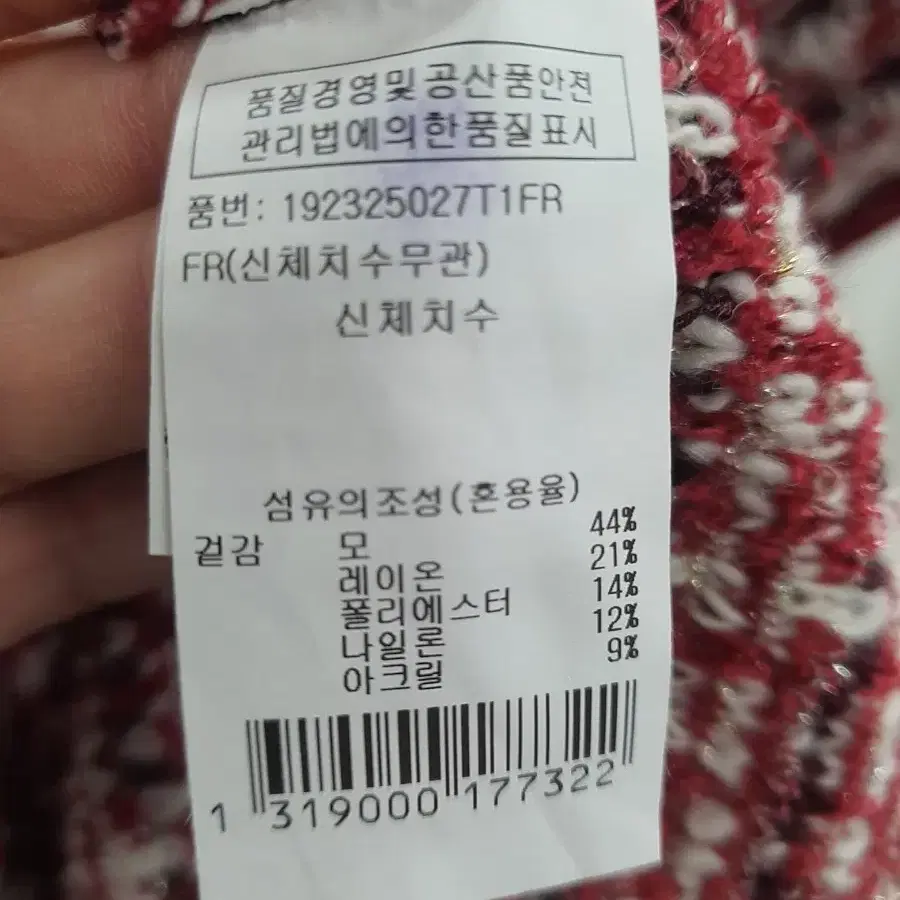 품질경영및공산품안전
관리법에의한품질표시
품번: 192325027T1FR
FR(신체치수무관)
신체치수
섬유의조성(혼용율)
겉감 모 44%
레이온 21%
폴리에스터 14%
나일론 12%
아크릴 9%
1 319000 177322